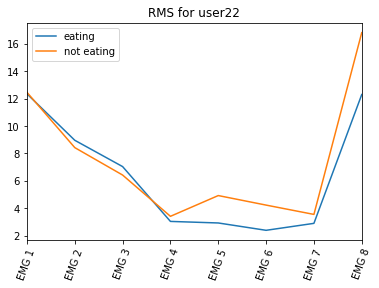 RMS for user22
eating
not eating
16
14
12
10
8
6
4
2
EMG 1
EMG 2
EMG 3
EMG 4
EMG 5
EMG 6
EMG 7
EMG 8